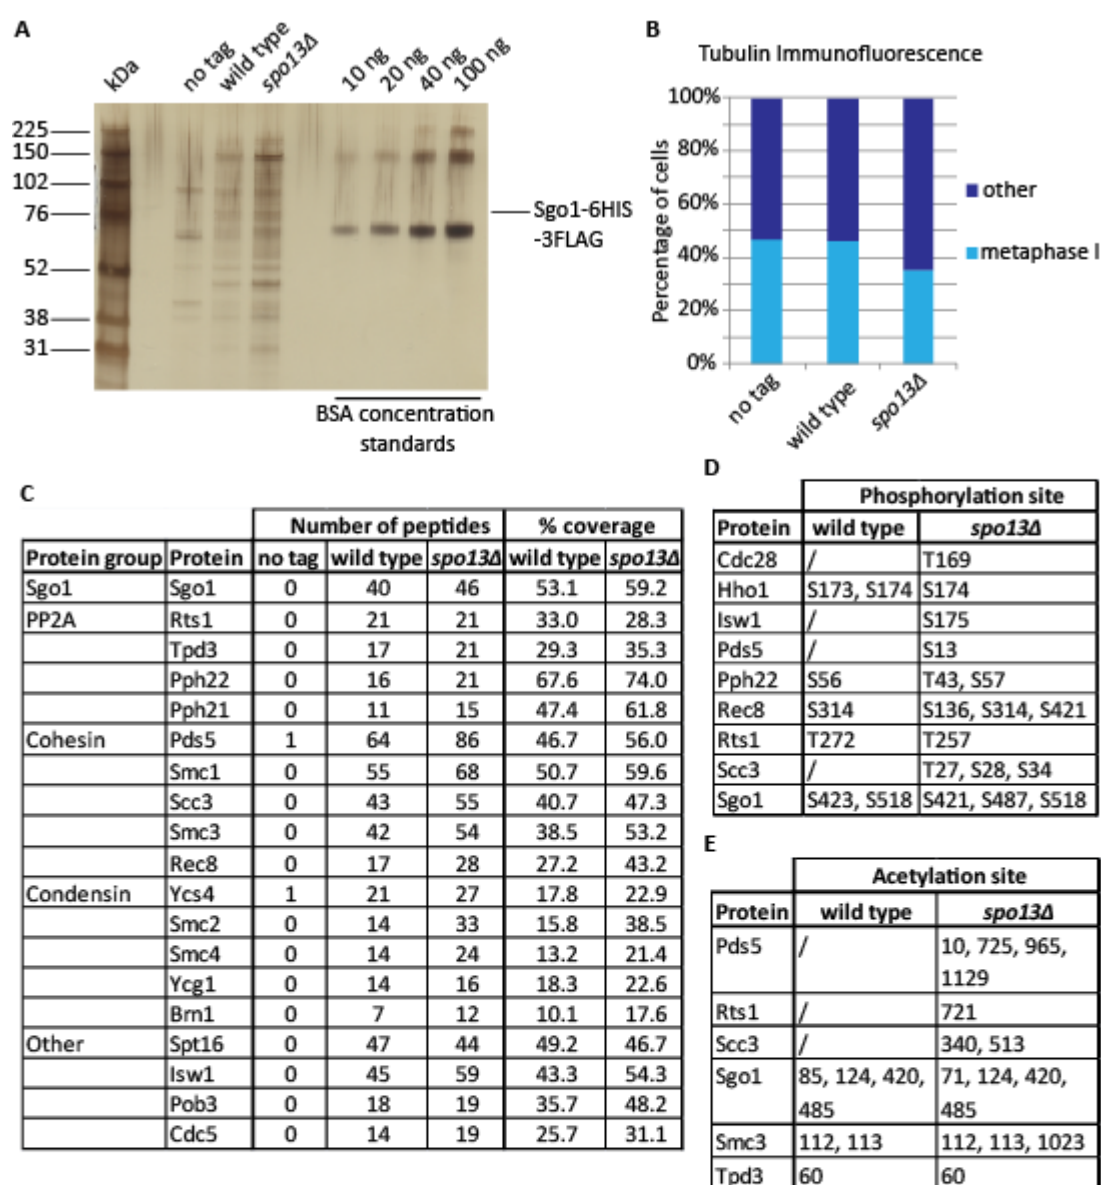 A
kDa
no tag
wild type
spo13Δ
10 ng
20 ng
40 ng
100 ng
225
150
102
76
52
38
31
Sgo1-6HIS
-3FLAG
BSA concentration
standards
B
Tubulin Immunofluorescence
Percentage of cells
100%
80%
60%
40%
20%
0%
no tag
wild type
spo13Δ
other
metaphase I
C
Number of peptides % coverage
Protein group Protein no tag wild type spo13Δ wild type spo13Δ
Sgo1 Sgo1 0 40 46 53.1 59.2
PP2A Rts1 0 21 21 33.0 28.3
Tpd3 0 17 21 29.3 35.3
Pph22 0 16 21 67.6 74.0
Pph21 0 11 15 47.4 61.8
Cohesin Pds5 1 64 86 46.7 56.0
Smc1 0 55 68 50.7 59.6
Scc3 0 43 55 40.7 47.3
Smc3 0 42 54 38.5 53.2
Rec8 0 17 28 27.2 43.2
Condensin Ycs4 1 21 27 17.8 22.9
Smc2 0 14 33 15.8 38.5
Smc4 0 14 24 13.2 21.4
Ycg1 0 14 16 18.3 22.6
Brn1 0 7 12 10.1 17.6
Other Spt16 0 47 44 49.2 46.7
Isw1 0 45 59 43.3 54.3
Pob3 0 18 19 35.7 48.2
Cdc5 0 14 19 25.7 31.1
D
Phosphorylation site
Protein wild type spo13Δ
Cdc28 / T169
Hho1 S173, S174 S174
Isw1 / S175
Pds5 / S13
Pph22 S56 T43, S57
Rec8 S314 S136, S314, S421
Rts1 T272 T257
Scc3 / T27, S28, S34
Sgo1 S423, S518 S421, S487, S518
E
Acetylation site
Protein wild type spo13Δ
Pds5 / 10, 725, 965,
1129
Rts1 / 721
Scc3 / 340, 513
Sgo1 85, 124, 420, 71, 124, 420,
485 485
Smc3 112, 113 112, 113, 1023
Tpd3 60 60